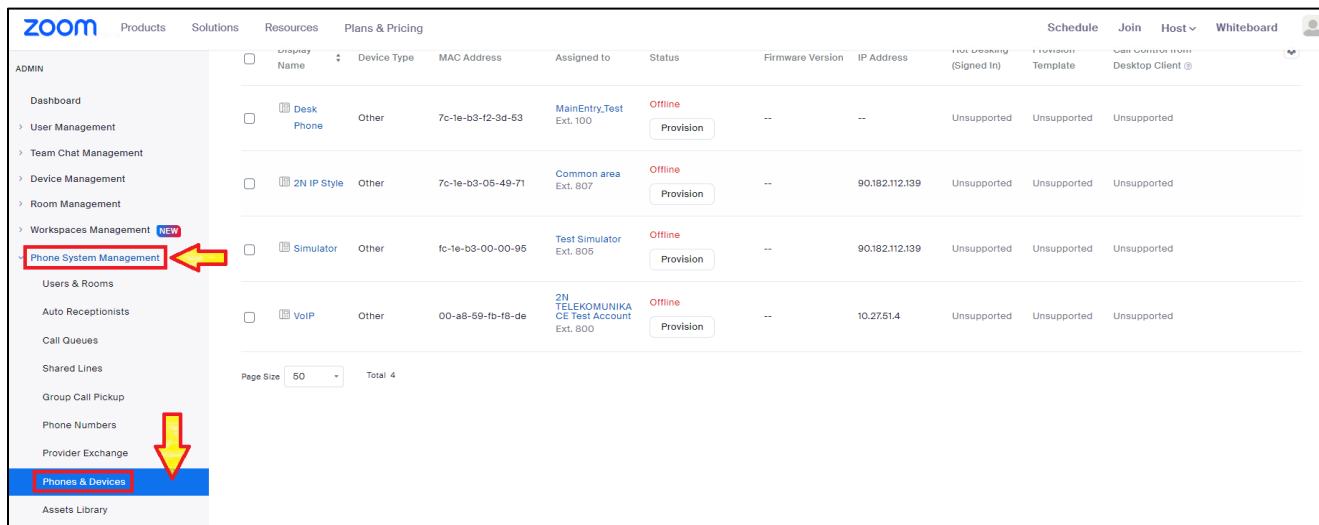 zoom Products Solutions Resources Plans & Pricing Schedule Join Host Whiteboard
ADMIN
Dashboard
User Management
Team Chat Management
Device Management
Room Management
Workspaces Management NEW
Phone System Management
Users & Rooms
Auto Receptionists
Call Queues
Shared Lines
Group Call Pickup
Phone Numbers
Provider Exchange
Phones & Devices
Assets Library
Display Hot Desking Provision Call Control from
Name Device Type MAC Address Assigned to Status Firmware Version IP Address (Signed In) Template Desktop Client
Desk MainEntry_Test Offline
Phone Other 7c-1e-b3-f2-3d-53 Ext. 100 Provision -- -- Unsupported Unsupported Unsupported
Common area Offline
2N IP Style Other 7c-1e-b3-05-49-71 Ext. 807 Provision -- 90.182.112.139 Unsupported Unsupported Unsupported
Test Simulator Offline
Simulator Other fc-1e-b3-00-00-95 Ext. 805 Provision -- 90.182.112.139 Unsupported Unsupported Unsupported
2N
TELEKOMUNIKA Offline
VoIP Other 00-a8-59-fb-f8-de CE Test Account -- 10.27.51.4 Unsupported Unsupported Unsupported
Ext. 800 Provision
Page Size 50 Total 4